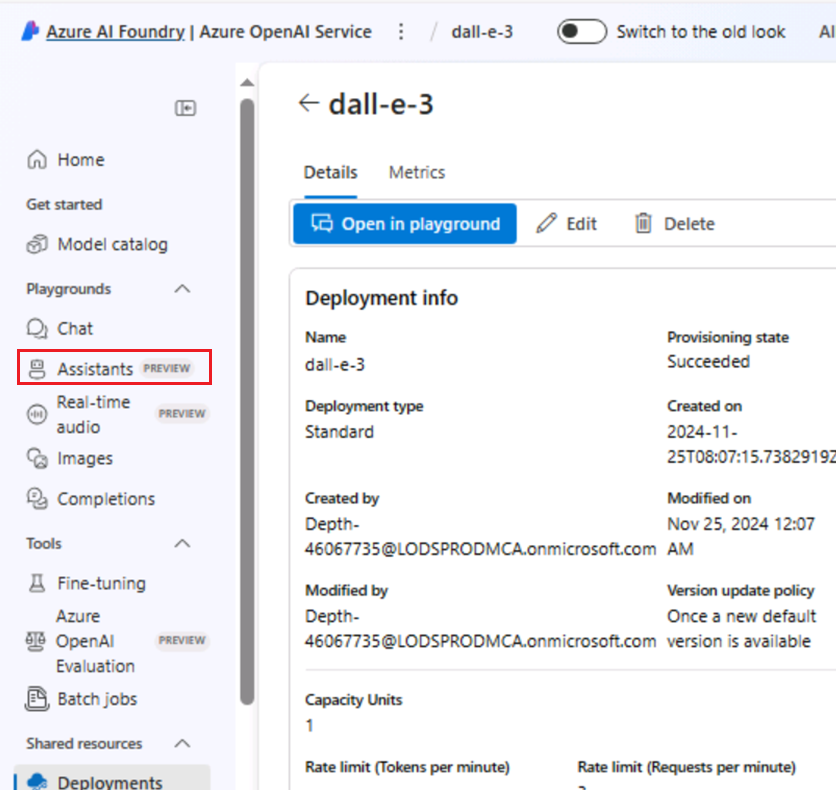 Azure AI Foundry | Azure OpenAI Service
dall-e-3
Switch to the old look
AI
Home
Get started
Model catalog
Playgrounds
Chat
Assistants PREVIEW
Real-time
audio
PREVIEW
Images
Completions
Tools
Fine-tuning
Azure
OpenAI
Evaluation
PREVIEW
Batch jobs
Shared resources
Deployments
dall-e-3
Details
Metrics
Open in playground
Edit
Delete
Deployment info
Name
dall-e-3
Provisioning state
Succeeded
Deployment type
Standard
Created on
2024-11-
25T08:07:15.7382919Z
Created by
Depth-
46067735@LODSPRODMCA.onmicrosoft.com
Modified on
Nov 25, 2024 12:07
AM
Modified by
Depth-
46067735@LODSPRODMCA.onmicrosoft.com
Version update policy
Once a new default
version is available
Capacity Units
1
Rate limit (Tokens per minute)
Rate limit (Requests per minute)